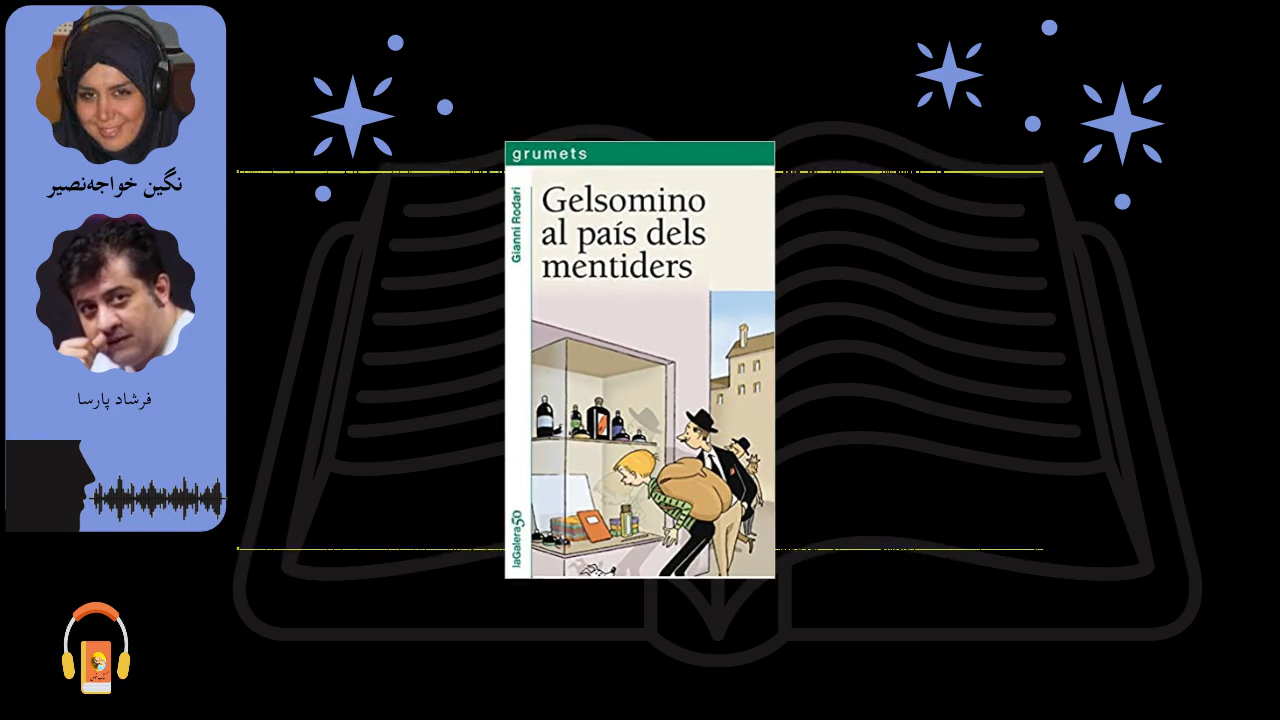 نگین خواجه‌نصیر
فرشاد پارسا
grumets
Gianni Rodari
Gelsomino
al país dels
mentiders
laGalera50